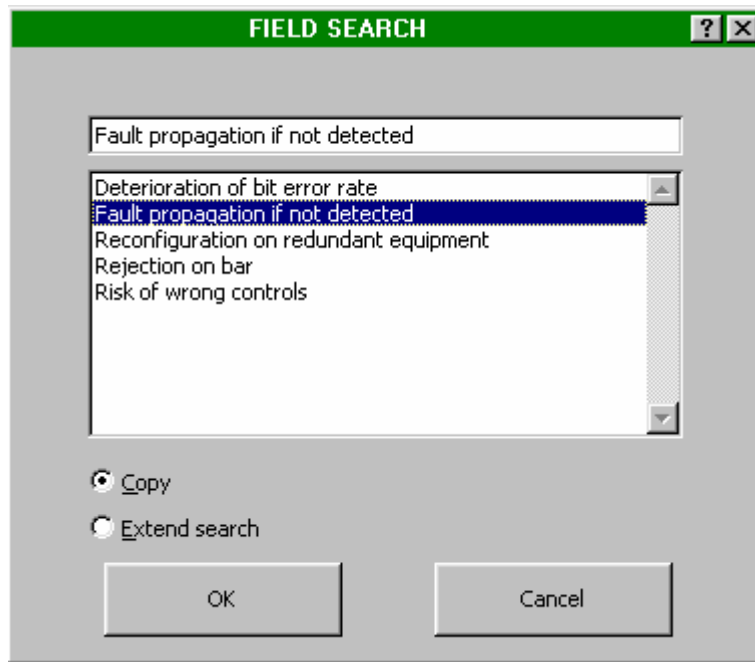 FIELD SEARCH
?
Fault propagation if not detected
Deterioration of bit error rate
Fault propagation if not detected
Reconfiguration on redundant equipment
Rejection on bar
Risk of wrong controls
Copy
Extend search
OK
Cancel